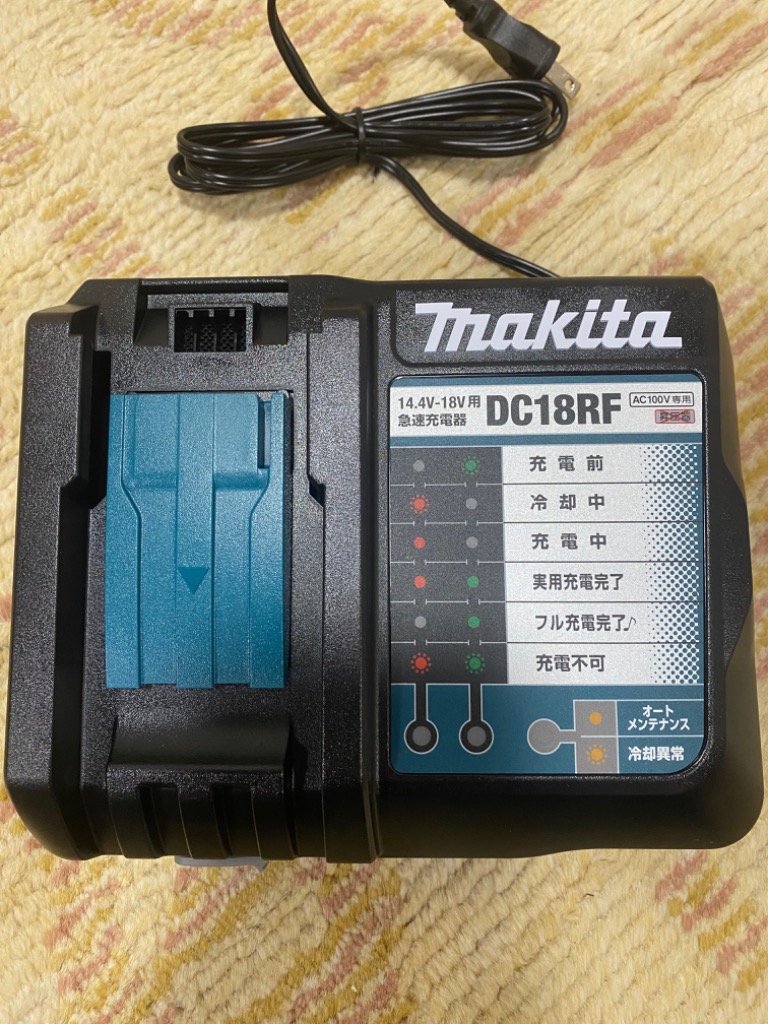 makita
14.4V-18V用
急速充電器
DC18RF
AC100V専用
昇圧器
充電前
冷却中
充電中
実用充電完了
フル充電完了♪
充電不可
オート
メンテナンス
冷却異常